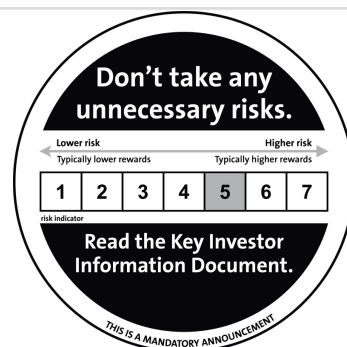 Don't take any
unnecessary risks.
Lower risk Higher risk
Typically lower rewards Typically higher rewards
1 2 3 4 5 6 7
risk indicator
Read the Key Investor
Information Document.
THIS IS A MANDATORY ANNOUNCEMENT